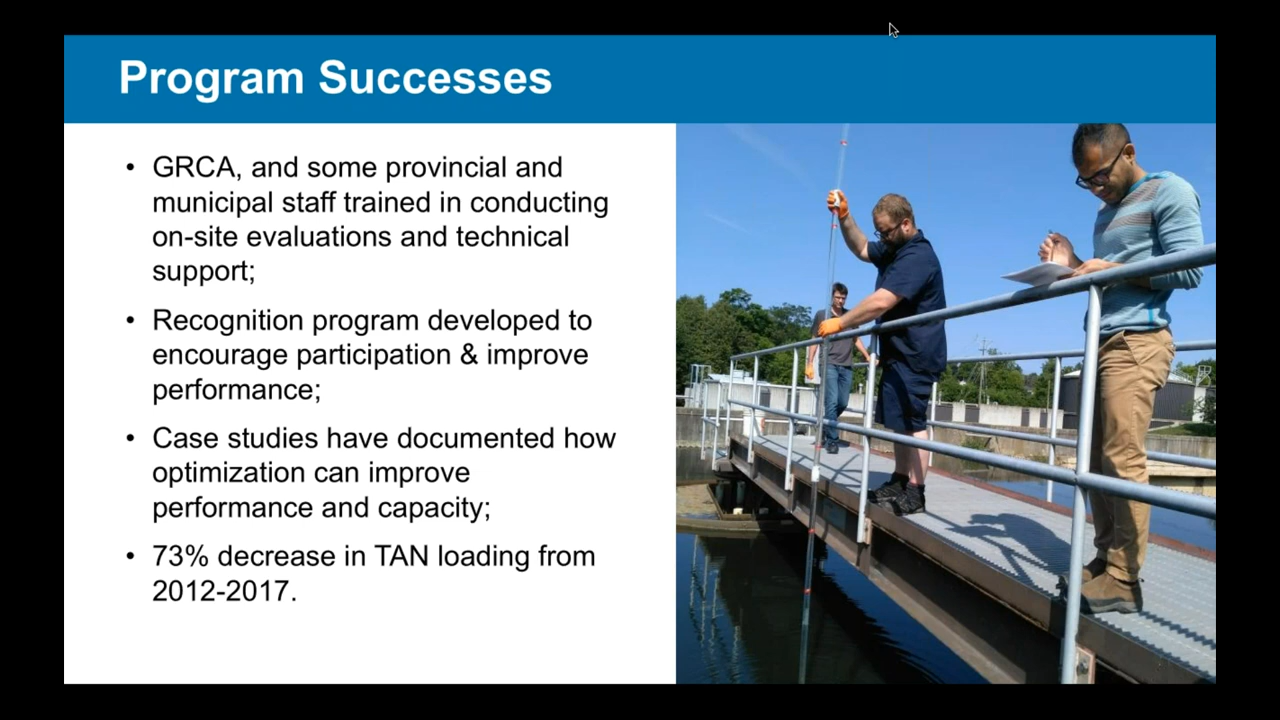 Program Successes
• GRCA, and some provincial and
municipal staff trained in conducting
on-site evaluations and technical
support;
• Recognition program developed to
encourage participation & improve
performance;
• Case studies have documented how
optimization can improve
performance and capacity;
• 73% decrease in TAN loading from
2012-2017.